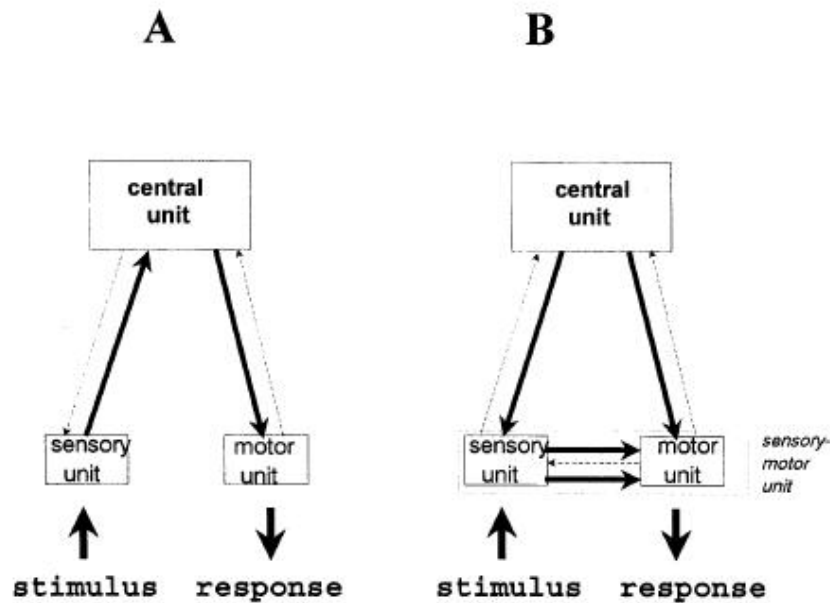 A
B
central
unit
central
unit
sensory
unit
motor
unit
sensory
unit
motor
unit
sensory-
motor
unit
stimulus
response
stimulus
response